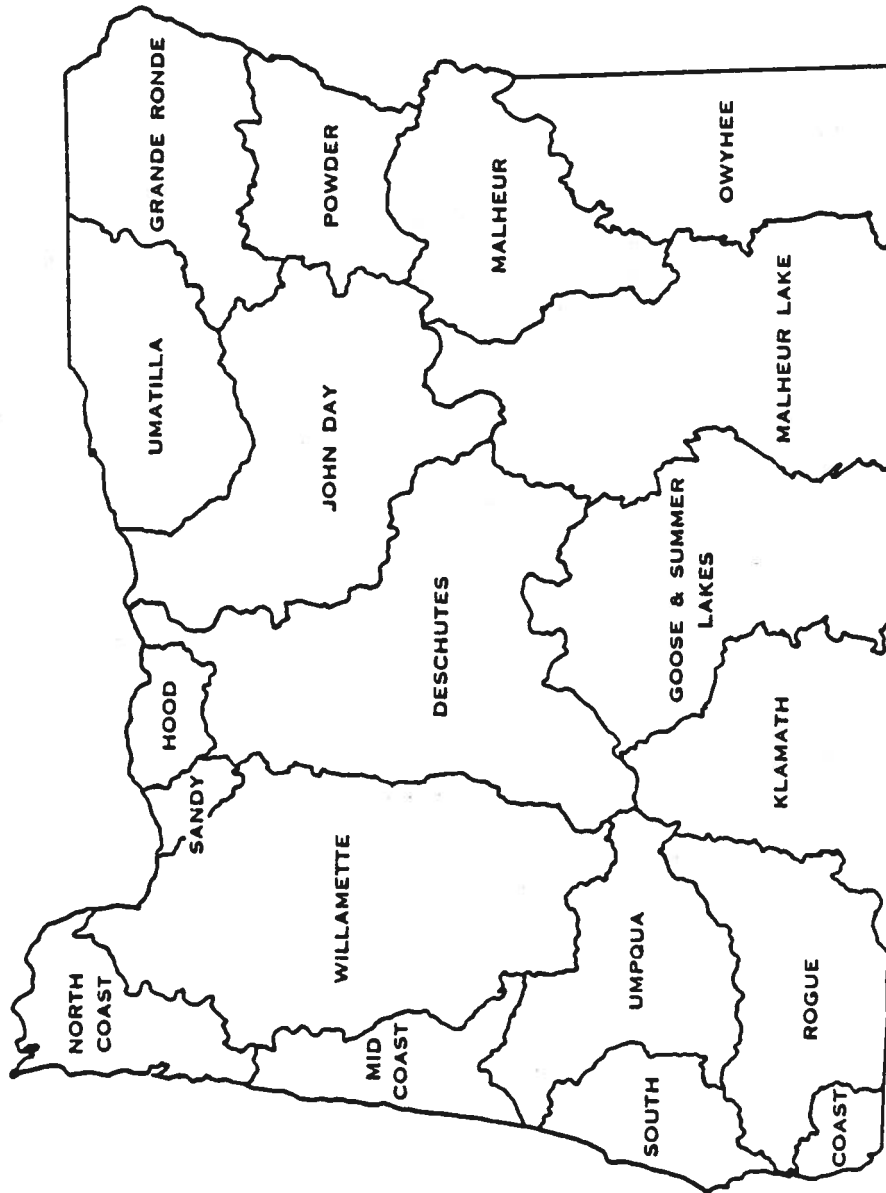 NORTH
COAST
SANDY
HOOD
UMATILLA
GRANDE RONDE
WILLAMETTE
MID
COAST
DESCHUTES
JOHN DAY
POWDER
UMPQUA
SOUTH
COAST
ROGUE
KLAMATH
GOOSE & SUMMER
LAKES
MALHEUR LAKE
MALHEUR
OWYHEE